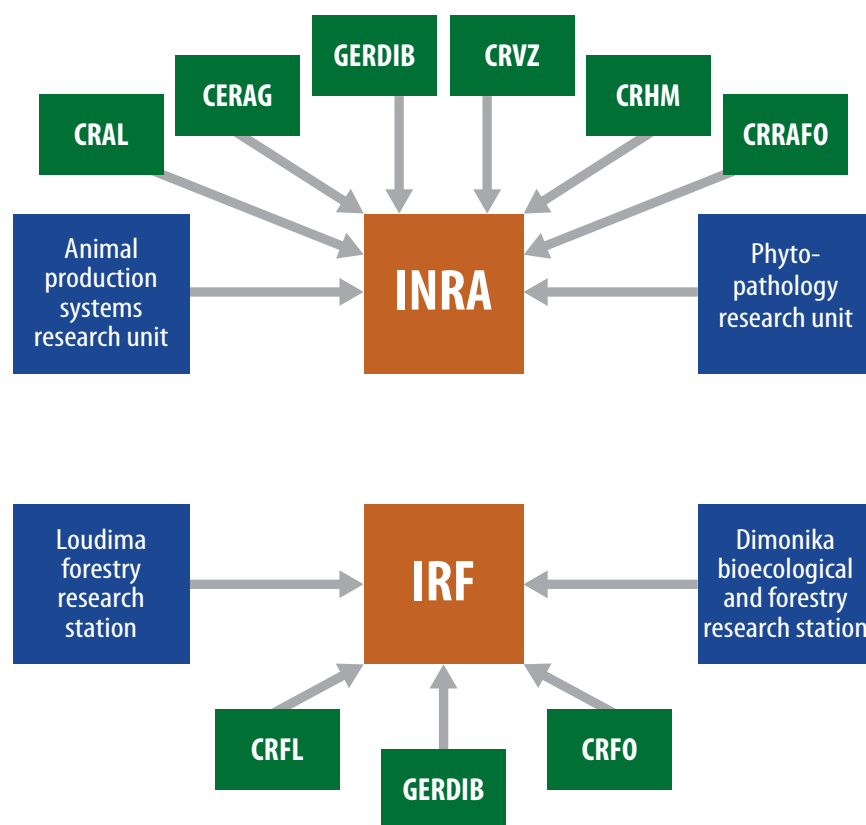 GERDIB
CRVZ
CERAG
CRHM
CRAL
CRRAFO
Animal
production
systems
research unit
INRA
Phyto-
pathology
research unit
Loudima
forestry
research
station
IRF
Dimonika
bioecological
and forestry
research station
CRFL
GERDIB
CRFO